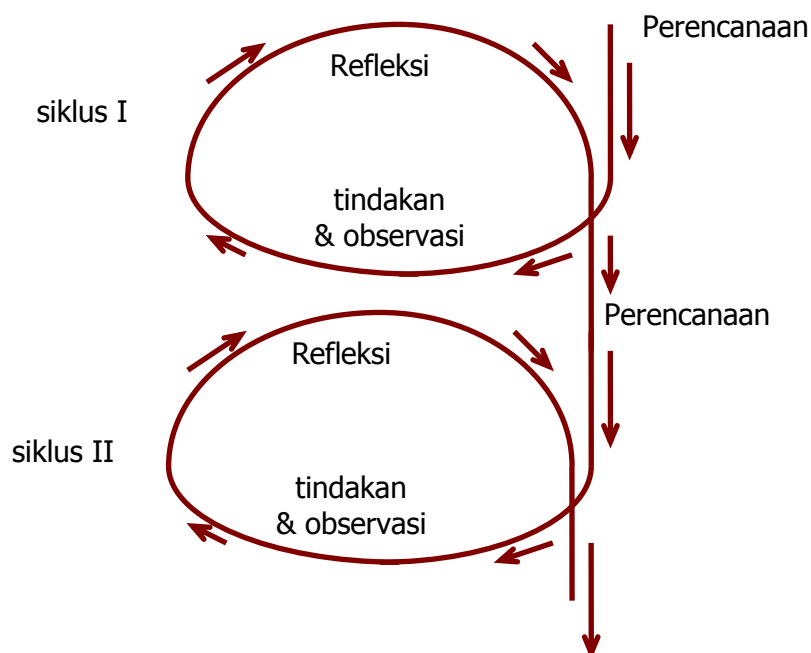 Perencanaan
Refleksi
siklus I
tindakan
& observasi
Perencanaan
Refleksi
siklus II
tindakan
& observasi